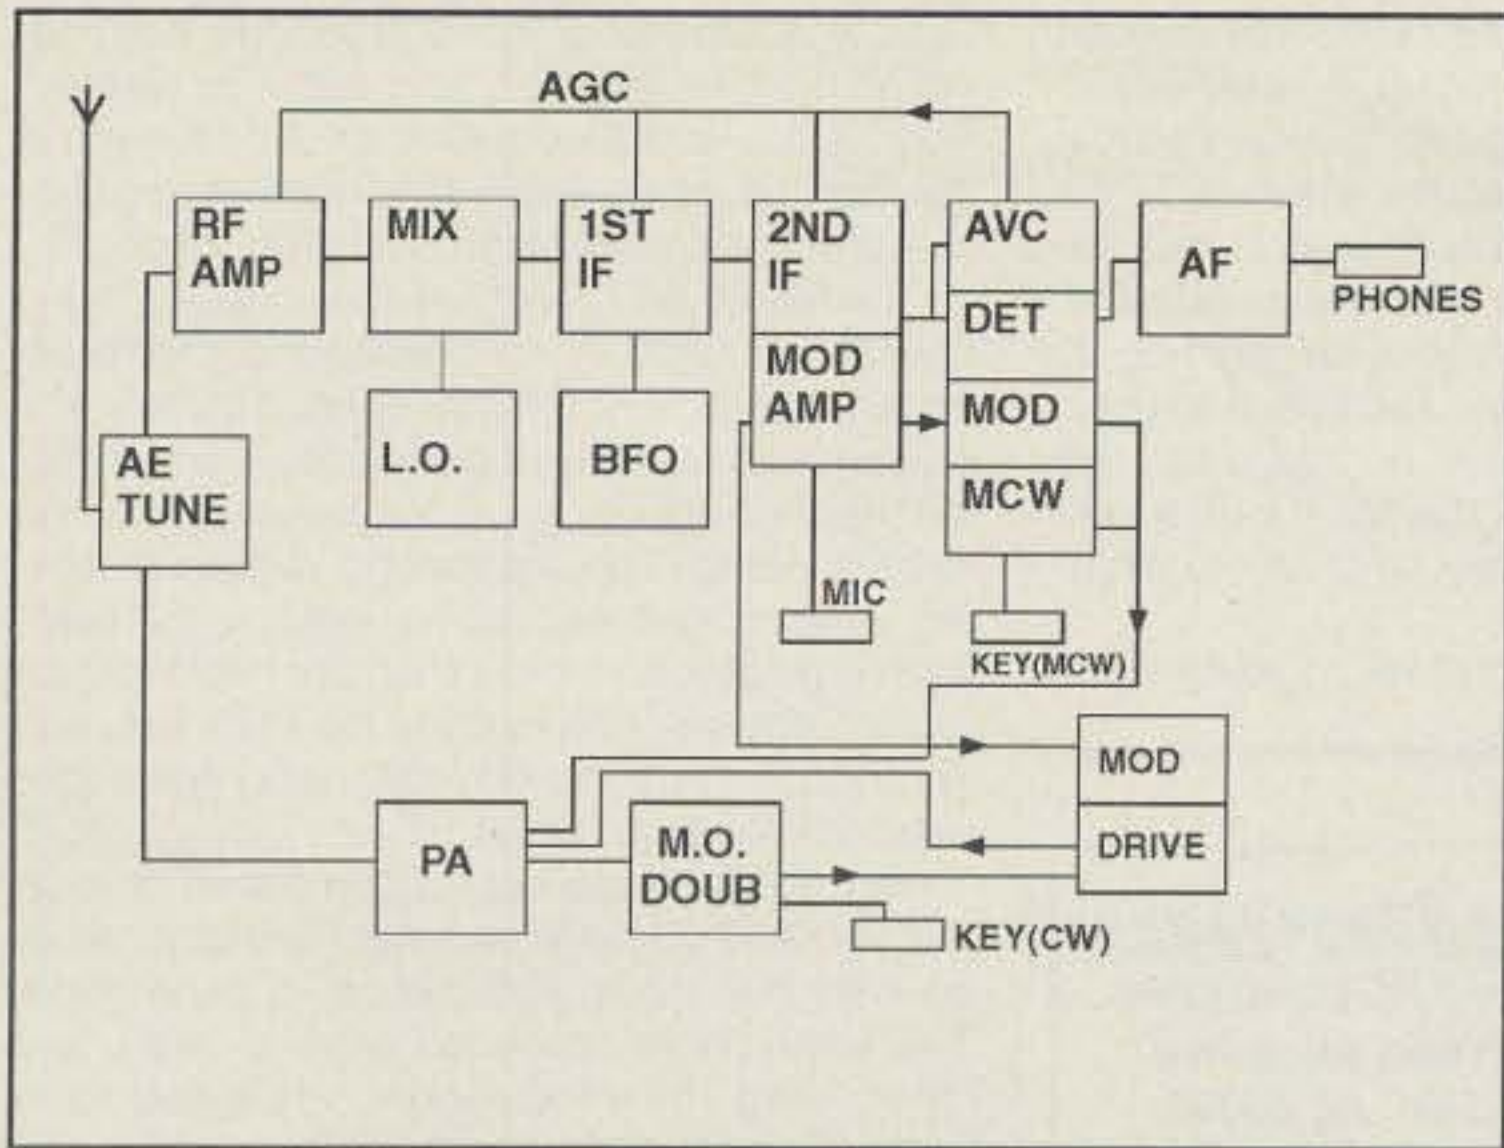 AGC
RF
AMP
MIX
1ST
IF
2ND
IF
AVC
DET
AF
PHONES
MOD
AMP
MOD
MCW
AE
TUNE
L.O.
BFO
MIC
KEY(MCW)
MOD
DRIVE
PA
M.O.
DOUB
KEY(CW)